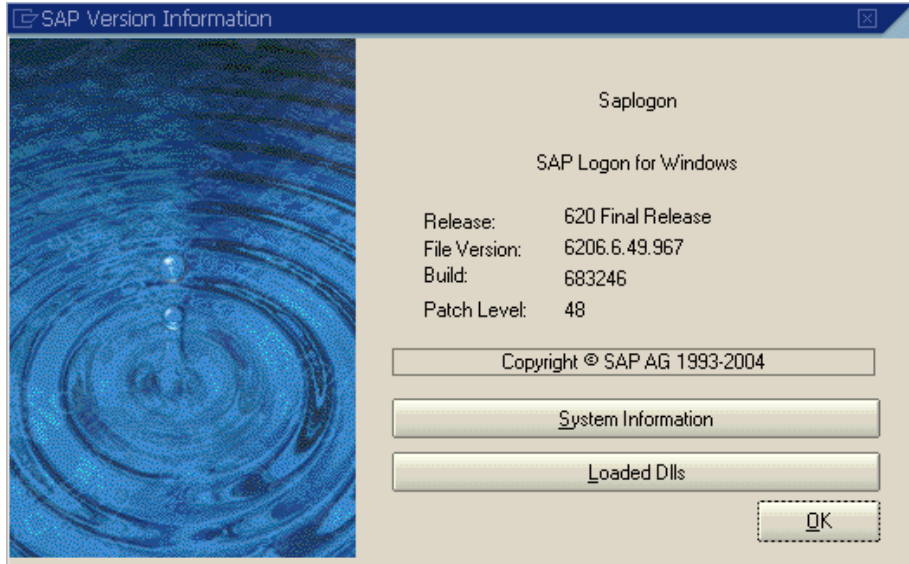 SAP Version Information
Saplogon
SAP Logon for Windows
Release: 620 Final Release
File Version: 6206.6.49.967
Build: 683246
Patch Level: 48
Copyright © SAP AG 1993-2004
System Information
Loaded Dlls
OK